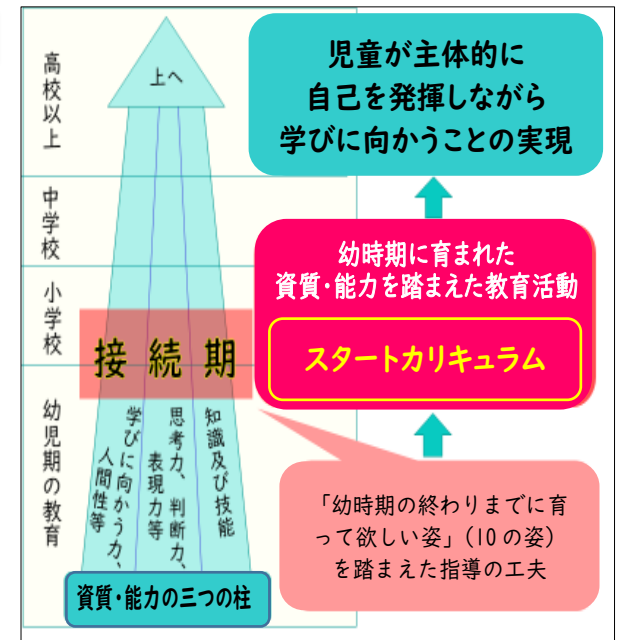 高校以上
中学校
小学校
幼児期の教育
上へ
接続期
知識及び技能
思考力、判断力、
表現力等
学びに向かう力、
人間性等
資質・能力の三つの柱
児童が主体的に
自己を発揮しながら
学びに向かうことの実現
幼時期に育まれた
資質・能力を踏まえた教育活動
スタートカリキュラム
「幼時期の終わりまでに育
って欲しい姿」(10の姿)
を踏まえた指導の工夫